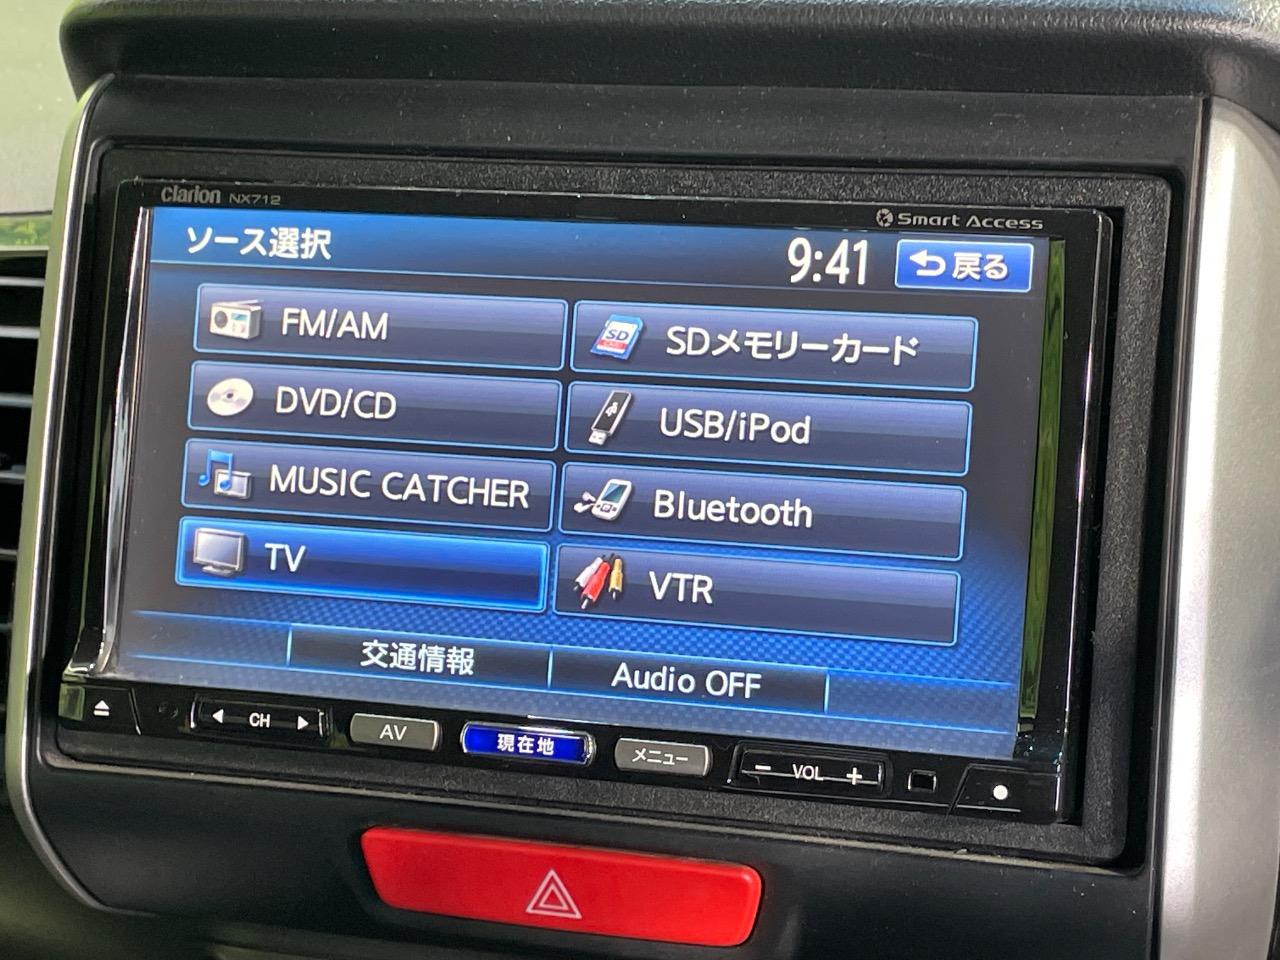 clarion NX712
Smart Access
ソース選択
9:41
戻る
FM/AM
SDメモリーカード
SD
DVD/CD
USB/iPod
MUSIC CATCHER
Bluetooth
TV
VTR
交通情報
Audio OFF
CH
AV
現在地
メニュー
− VOL +